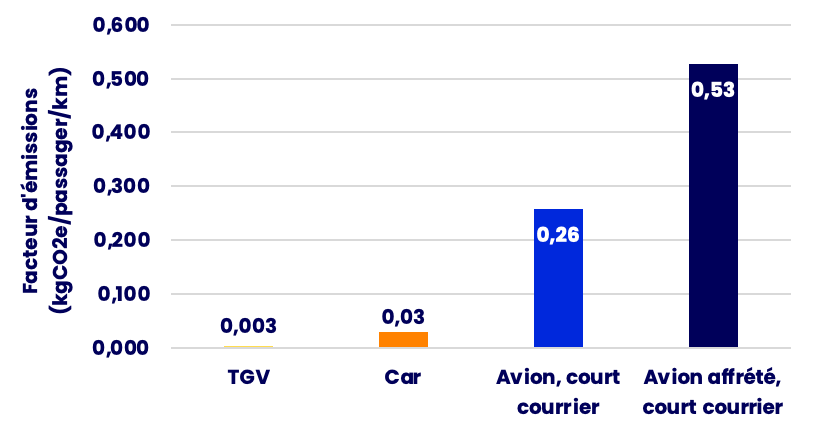 Facteur d'émissions
(kgCO2e/passager/km)
0,600
0,500
0,400
0,300
0,200
0,100
0,000
0,003
0,03
0,26
0,53
TGV
Car
Avion, court
courrier
Avion affrété,
court courrier